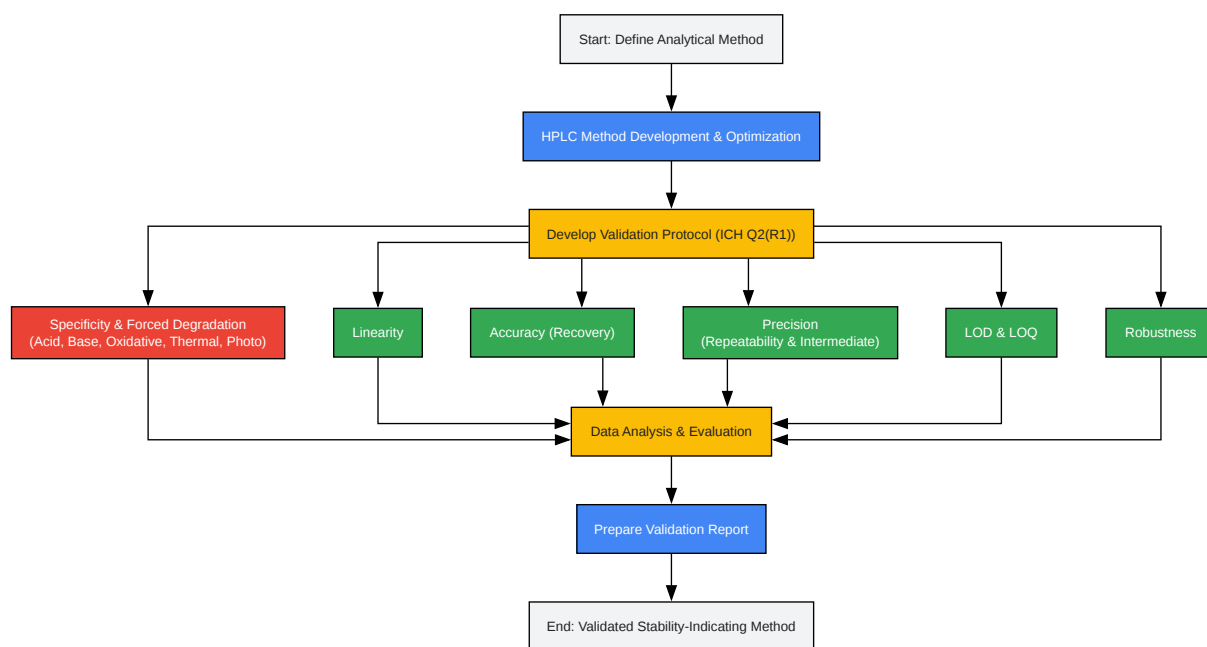 Start: Define Analytical Method
HPLC Method Development & Optimization
Develop Validation Protocol (ICH Q2(R1))
Specificity & Forced Degradation
(Acid, Base, Oxidative, Thermal, Photo)
Linearity
Accuracy (Recovery)
Precision
(Repeatability & Intermediate)
LOD & LOQ
Robustness
Data Analysis & Evaluation
Prepare Validation Report
End: Validated Stability-Indicating Method